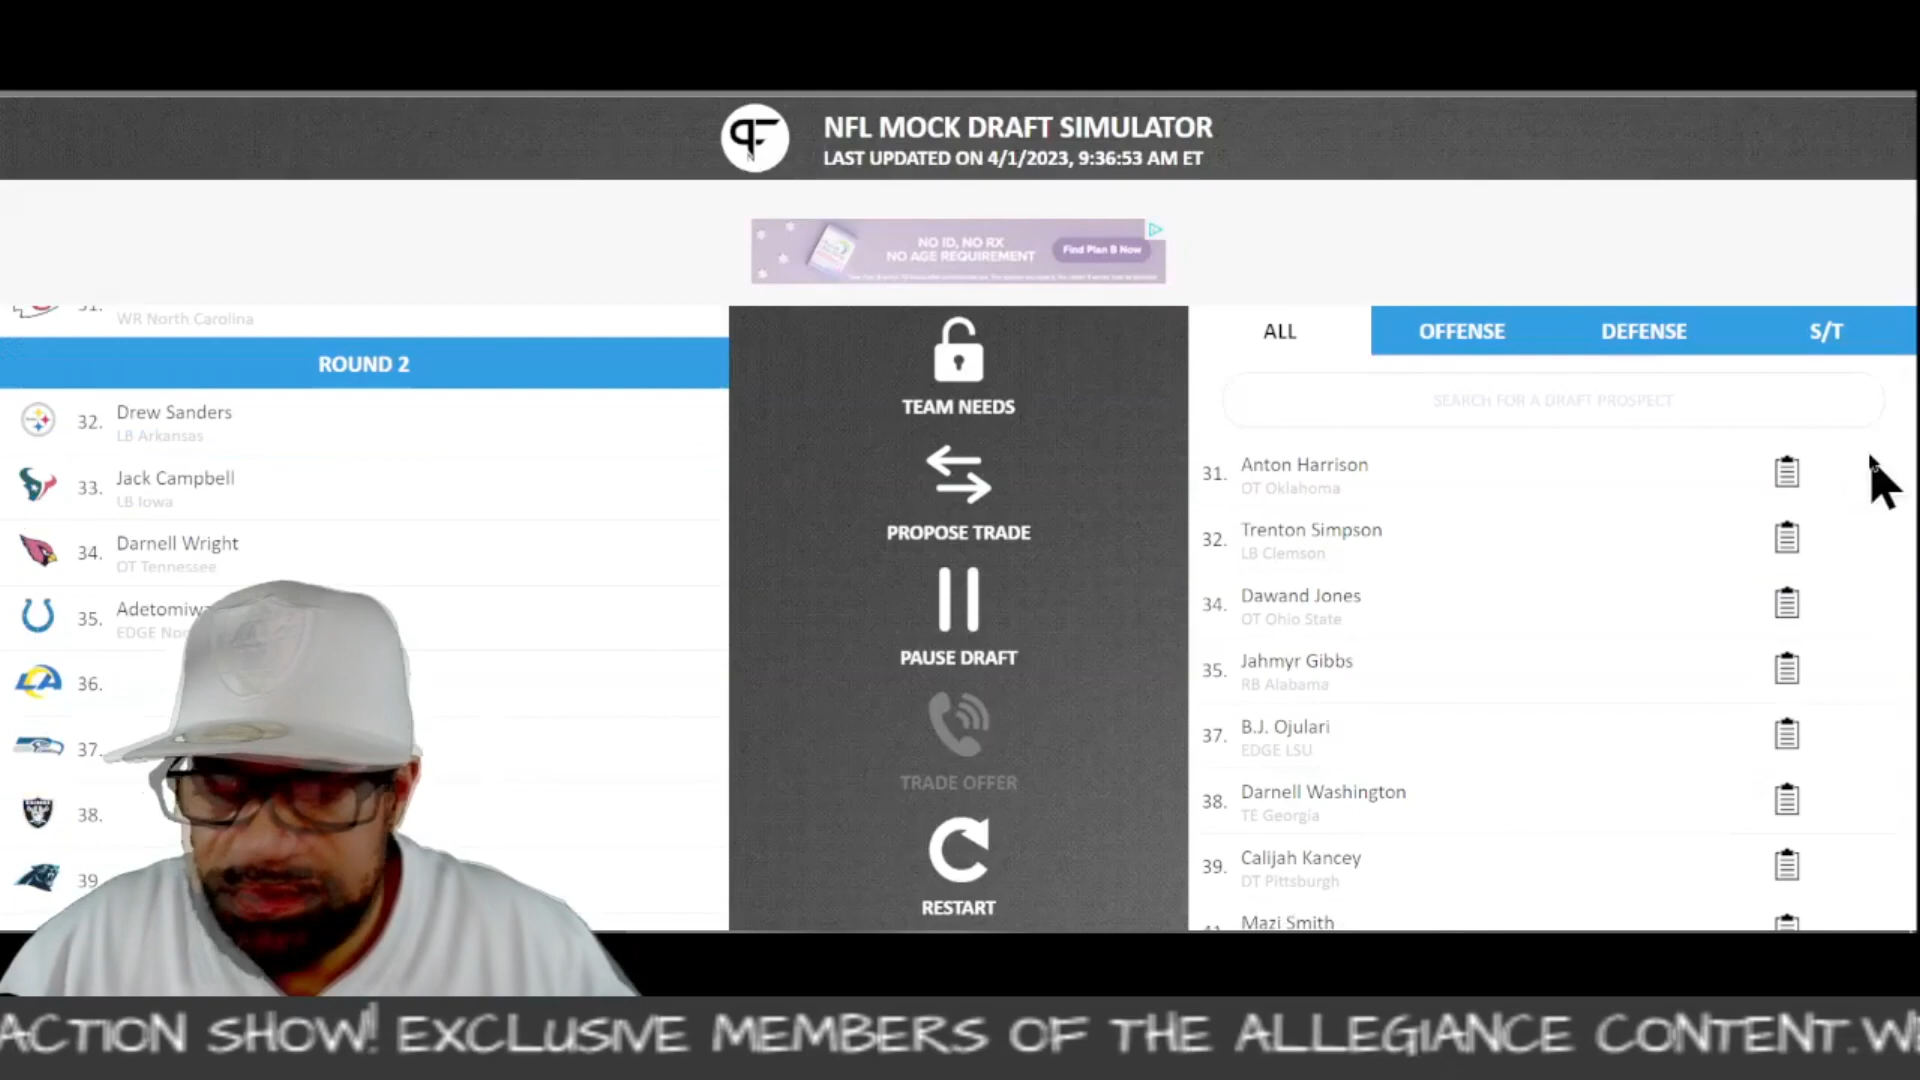 NFL MOCK DRAFT SIMULATOR
LAST UPDATED ON 4/1/2023, 9:36:53 AM ET
NO ID, NO RX
NO AGE REQUIREMENT
Find Plan B Now
WR North Carolina
ROUND 2
32. Drew Sanders
LB Arkansas
33. Jack Campbell
LB Iowa
34. Darnell Wright
OT Tennessee
35. Adetomiw
EDGE Nor
36.
37.
38.
39
TEAM NEEDS
PROPOSE TRADE
PAUSE DRAFT
TRADE OFFER
RESTART
ALL OFFENSE DEFENSE S/T
SEARCH FOR A DRAFT PROSPECT
31. Anton Harrison
OT Oklahoma
32. Trenton Simpson
LB Clemson
34. Dawand Jones
OT Ohio State
35. Jahmyr Gibbs
RB Alabama
37. B.J. Ojulari
EDGE LSU
38. Darnell Washington
TE Georgia
39. Calijah Kancey
DT Pittsburgh
Mazi Smith
ACTION SHOW! EXCLUSIVE MEMBERS OF THE ALLEGIANCE CONTENT.WE